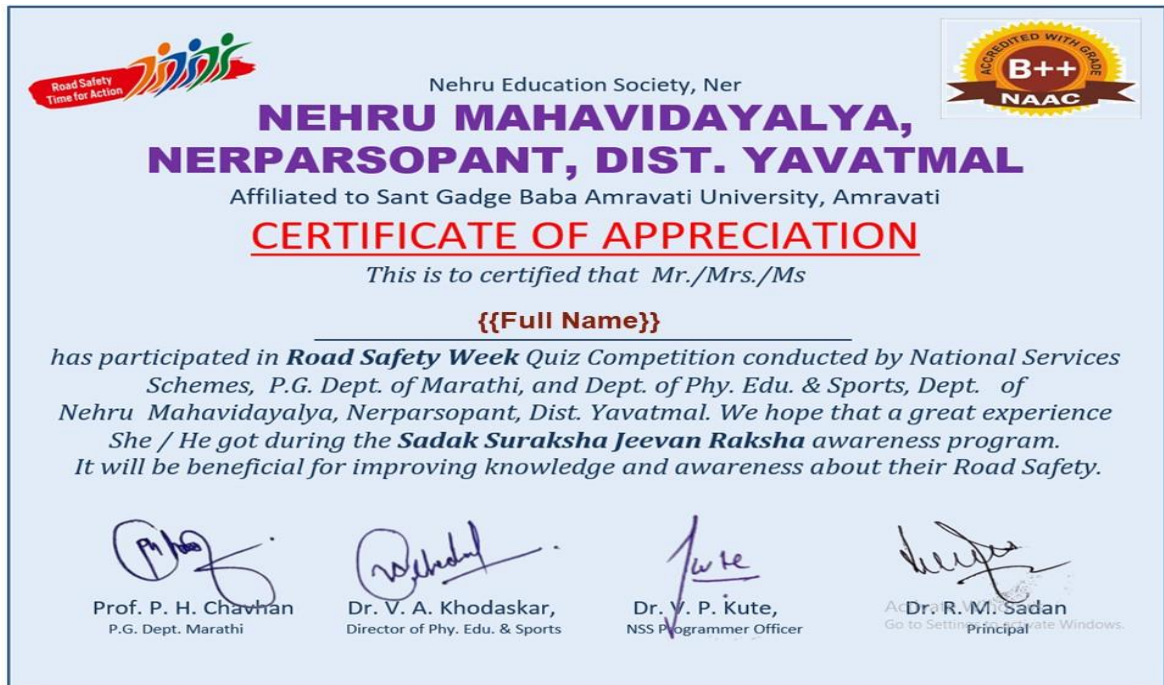 Road Safety
Time for Action
ACCREDITED WITH GRADE
B++
NAAC
Nehru Education Society, Ner
NEHRU MAHAVIDAYALYA,
NERPARSOPANT, DIST. YAVATMAL
Affiliated to Sant Gadge Baba Amravati University, Amravati
CERTIFICATE OF APPRECIATION
This is to certified that Mr./Mrs./Ms
{{Full Name}}
has participated in Road Safety Week Quiz Competition conducted by National Services
Schemes, P.G. Dept. of Marathi, and Dept. of Phy. Edu. & Sports, Dept. of
Nehru Mahavidayalya, Nerparsopant, Dist. Yavatmal. We hope that a great experience
She / He got during the Sadak Suraksha Jeevan Raksha awareness program.
It will be beneficial for improving knowledge and awareness about their Road Safety.
Kute
Prof. P. H. Chavhan
P.G. Dept. Marathi
Dr. V. A. Khodaskar,
Director of Phy. Edu. & Sports
Dr. V. P. Kute,
NSS Programmer Officer
Dr. R. M. Sadan
Principal
Activate Windows
Go to Settings to activate Windows.